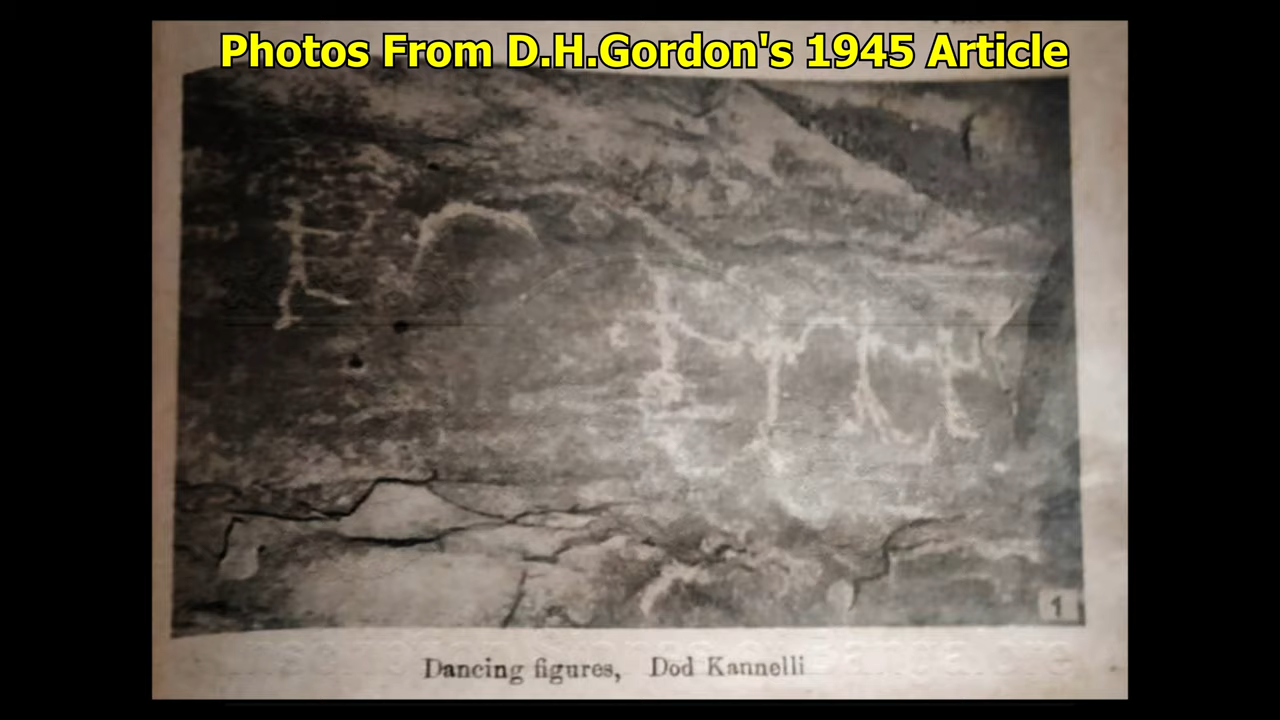 Photos From D.H.Gordon's 1945 Article
1
Dancing figures, Dod Kannelli